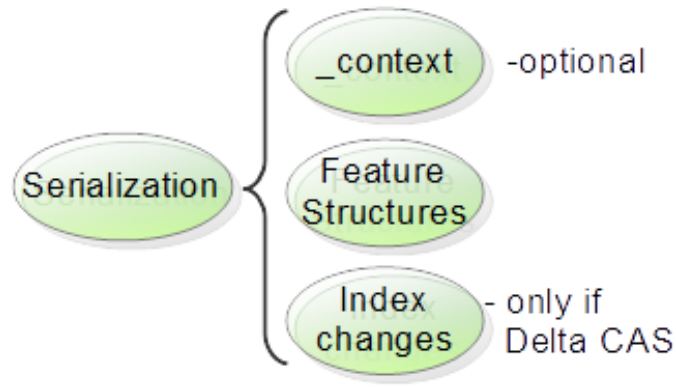 _context -optional
Serialization
Feature
Structures
Index - only if
changes Delta CAS